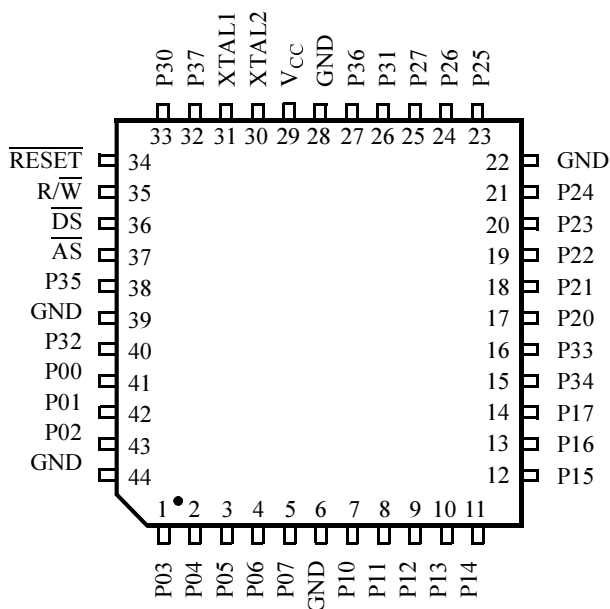 P30 P37 XTAL1 XTAL2 VCC GND P36 P31 P27 P26 P25
33 32 31 30 29 28 27 26 25 24 23
R̅E̅S̅E̅T̅ 34 22 GND
R/W̅ 35 21 P24
D̅S̅ 36 20 P23
A̅S̅ 37 19 P22
P35 38 18 P21
GND 39 17 P20
P32 40 16 P33
P00 41 15 P34
P01 42 14 P17
P02 43 13 P16
GND 44 12 P15
1 2 3 4 5 6 7 8 9 10 11
P03 P04 P05 P06 P07 GND P10 P11 P12 P13 P14